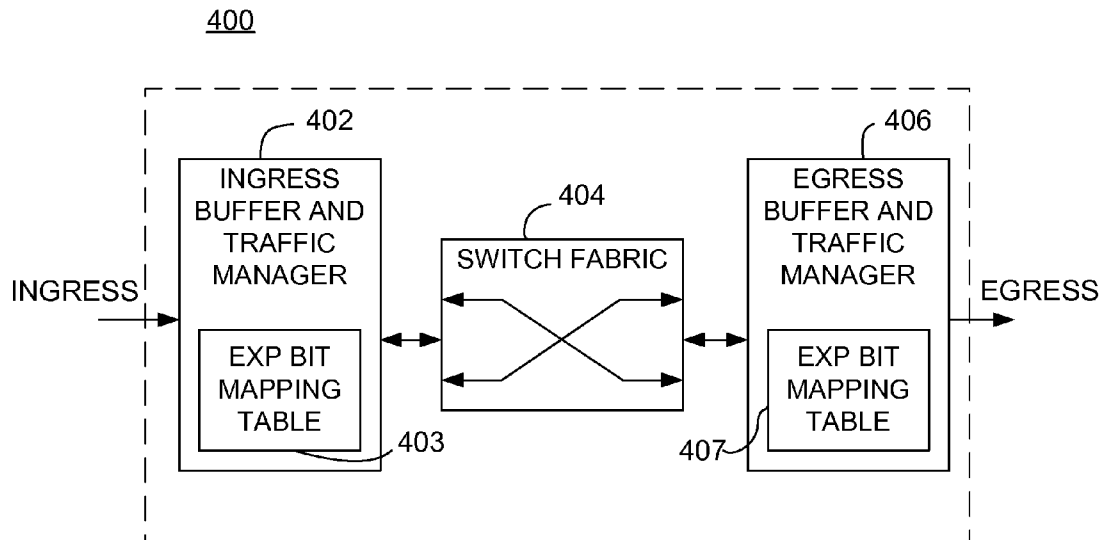 400
402
INGRESS
BUFFER AND
TRAFFIC
MANAGER
EXP BIT
MAPPING
TABLE
403
INGRESS
404
SWITCH FABRIC
406
EGRESS
BUFFER AND
TRAFFIC
MANAGER
EXP BIT
MAPPING
TABLE
407
EGRESS